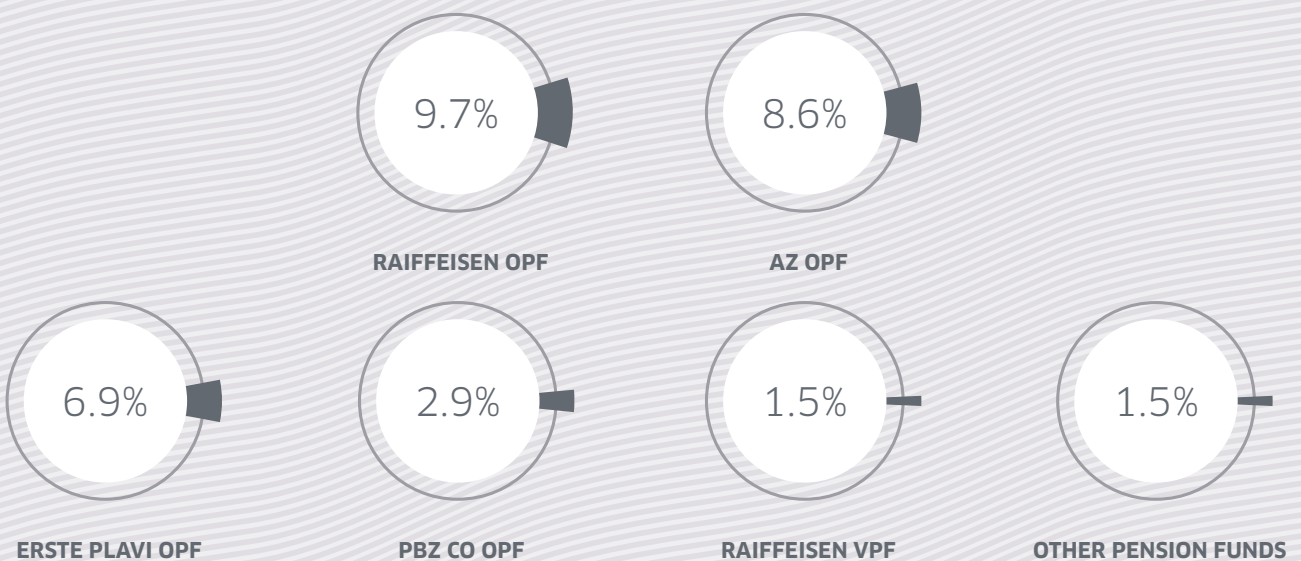 9.7%
8.6%
RAIFFEISEN OPF
AZ OPF
6.9%
2.9%
1.5%
1.5%
ERSTE PLAVI OPF
PBZ CO OPF
RAIFFEISEN VPF
OTHER PENSION FUNDS